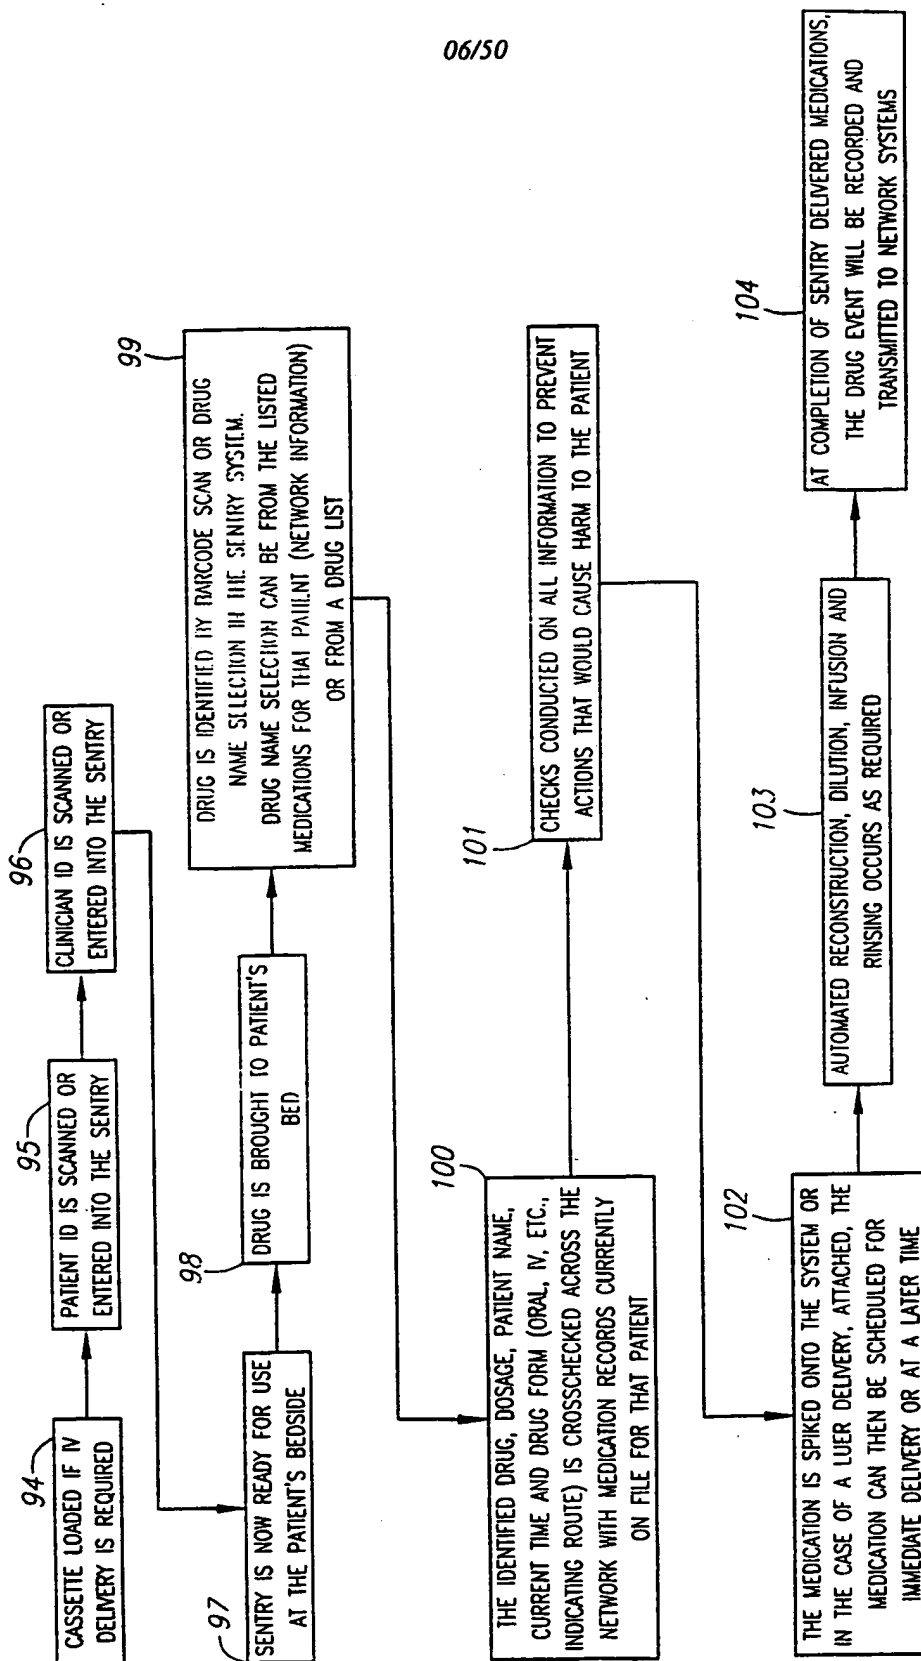 06/50
94
CASSETTE LOADED IF IV
DELIVERY IS REQUIRED
95
PATIENT ID IS SCANNED OR
ENTERED INTO THE SENTRY
96
CLINICIAN ID IS SCANNED OR
ENTERED INTO THE SENTRY
97
SENTRY IS NOW READY FOR USE
AT THE PATIENT'S BEDSIDE
98
DRUG IS BROUGHT TO PATIENT'S
BED
99
DRUG IS IDENTIFIED BY BARCODE SCAN OR DRUG
NAME SELECTION IN THE SENTRY SYSTEM.
DRUG NAME SELECTION CAN BE FROM THE LISTED
MEDICATIONS FOR THAT PATIENT (NETWORK INFORMATION)
OR FROM A DRUG LIST
100
THE IDENTIFIED DRUG, DOSAGE, PATIENT NAME,
CURRENT TIME AND DRUG FORM (ORAL, IV, ETC.,
INDICATING ROUTE) IS CROSSCHECKED ACROSS THE
NETWORK WITH MEDICATION RECORDS CURRENTLY
ON FILE FOR THAT PATIENT
101
CHECKS CONDUCTED ON ALL INFORMATION TO PREVENT
ACTIONS THAT WOULD CAUSE HARM TO THE PATIENT
102
THE MEDICATION IS SPIKED ONTO THE SYSTEM OR
IN THE CASE OF A LUER DELIVERY, ATTACHED, THE
MEDICATION CAN THEN BE SCHEDULED FOR
IMMEDIATE DELIVERY OR AT A LATER TIME
103
AUTOMATED RECONSTRUCTION, DILUTION, INFUSION AND
RINSING OCCURS AS REQUIRED
104
AT COMPLETION OF SENTRY DELIVERED MEDICATIONS,
THE DRUG EVENT WILL BE RECORDED AND
TRANSMITTED TO NETWORK SYSTEMS